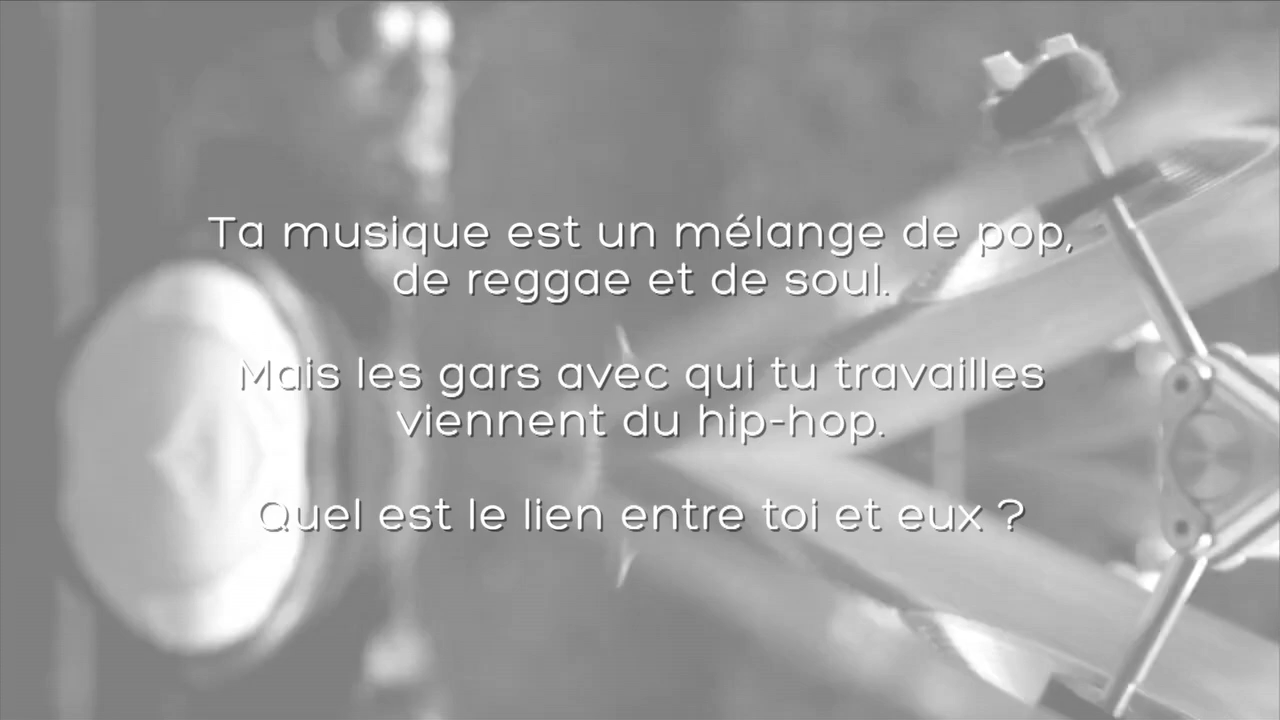 Ta musique est un mélange de pop,
de reggae et de soul.
Mais les gars avec qui tu travailles
viennent du hip-hop.
Quel est le lien entre toi et eux ?